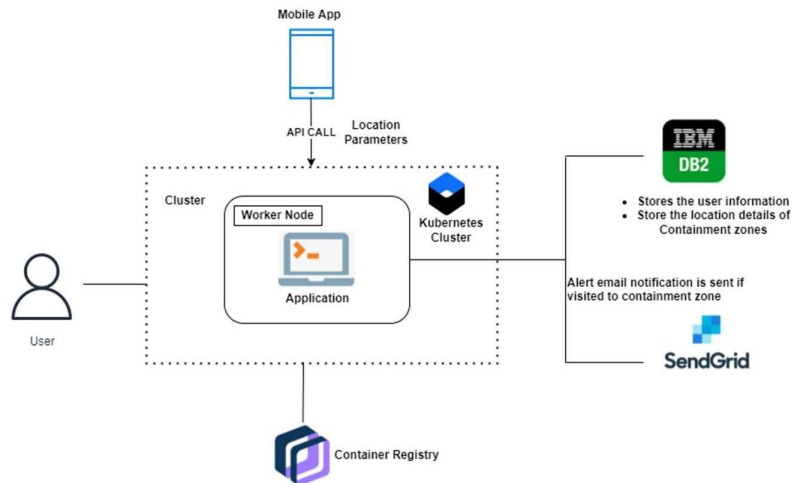 Mobile App
API CALL
Location
Parameters
Cluster
Worker Node
Kubernetes
Cluster
Application
User
Container Registry
IBM
DB2
• Stores the user information
• Store the location details of
Containment zones
Alert email notification is sent if
visited to containment zone
SendGrid